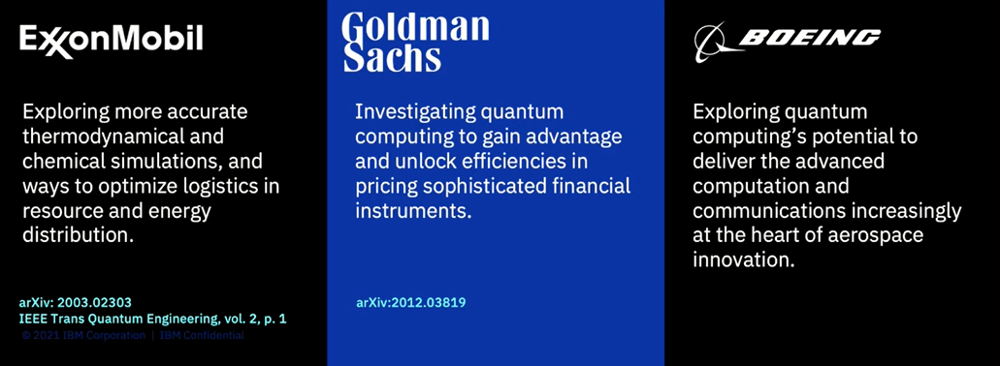 ExxonMobil
Exploring more accurate
thermodynamical and
chemical simulations, and
ways to optimize logistics in
resource and energy
distribution.
arXiv: 2003.02303
IEEE Trans Quantum Engineering, vol. 2, p. 1
© 2021 IBM Corporation | IBM Confidential
Goldman
Sachs
Investigating quantum
computing to gain advantage
and unlock efficiencies in
pricing sophisticated financial
instruments.
arXiv:2012.03819
BOEING
Exploring quantum
computing’s potential to
deliver the advanced
computation and
communications increasingly
at the heart of aerospace
innovation.